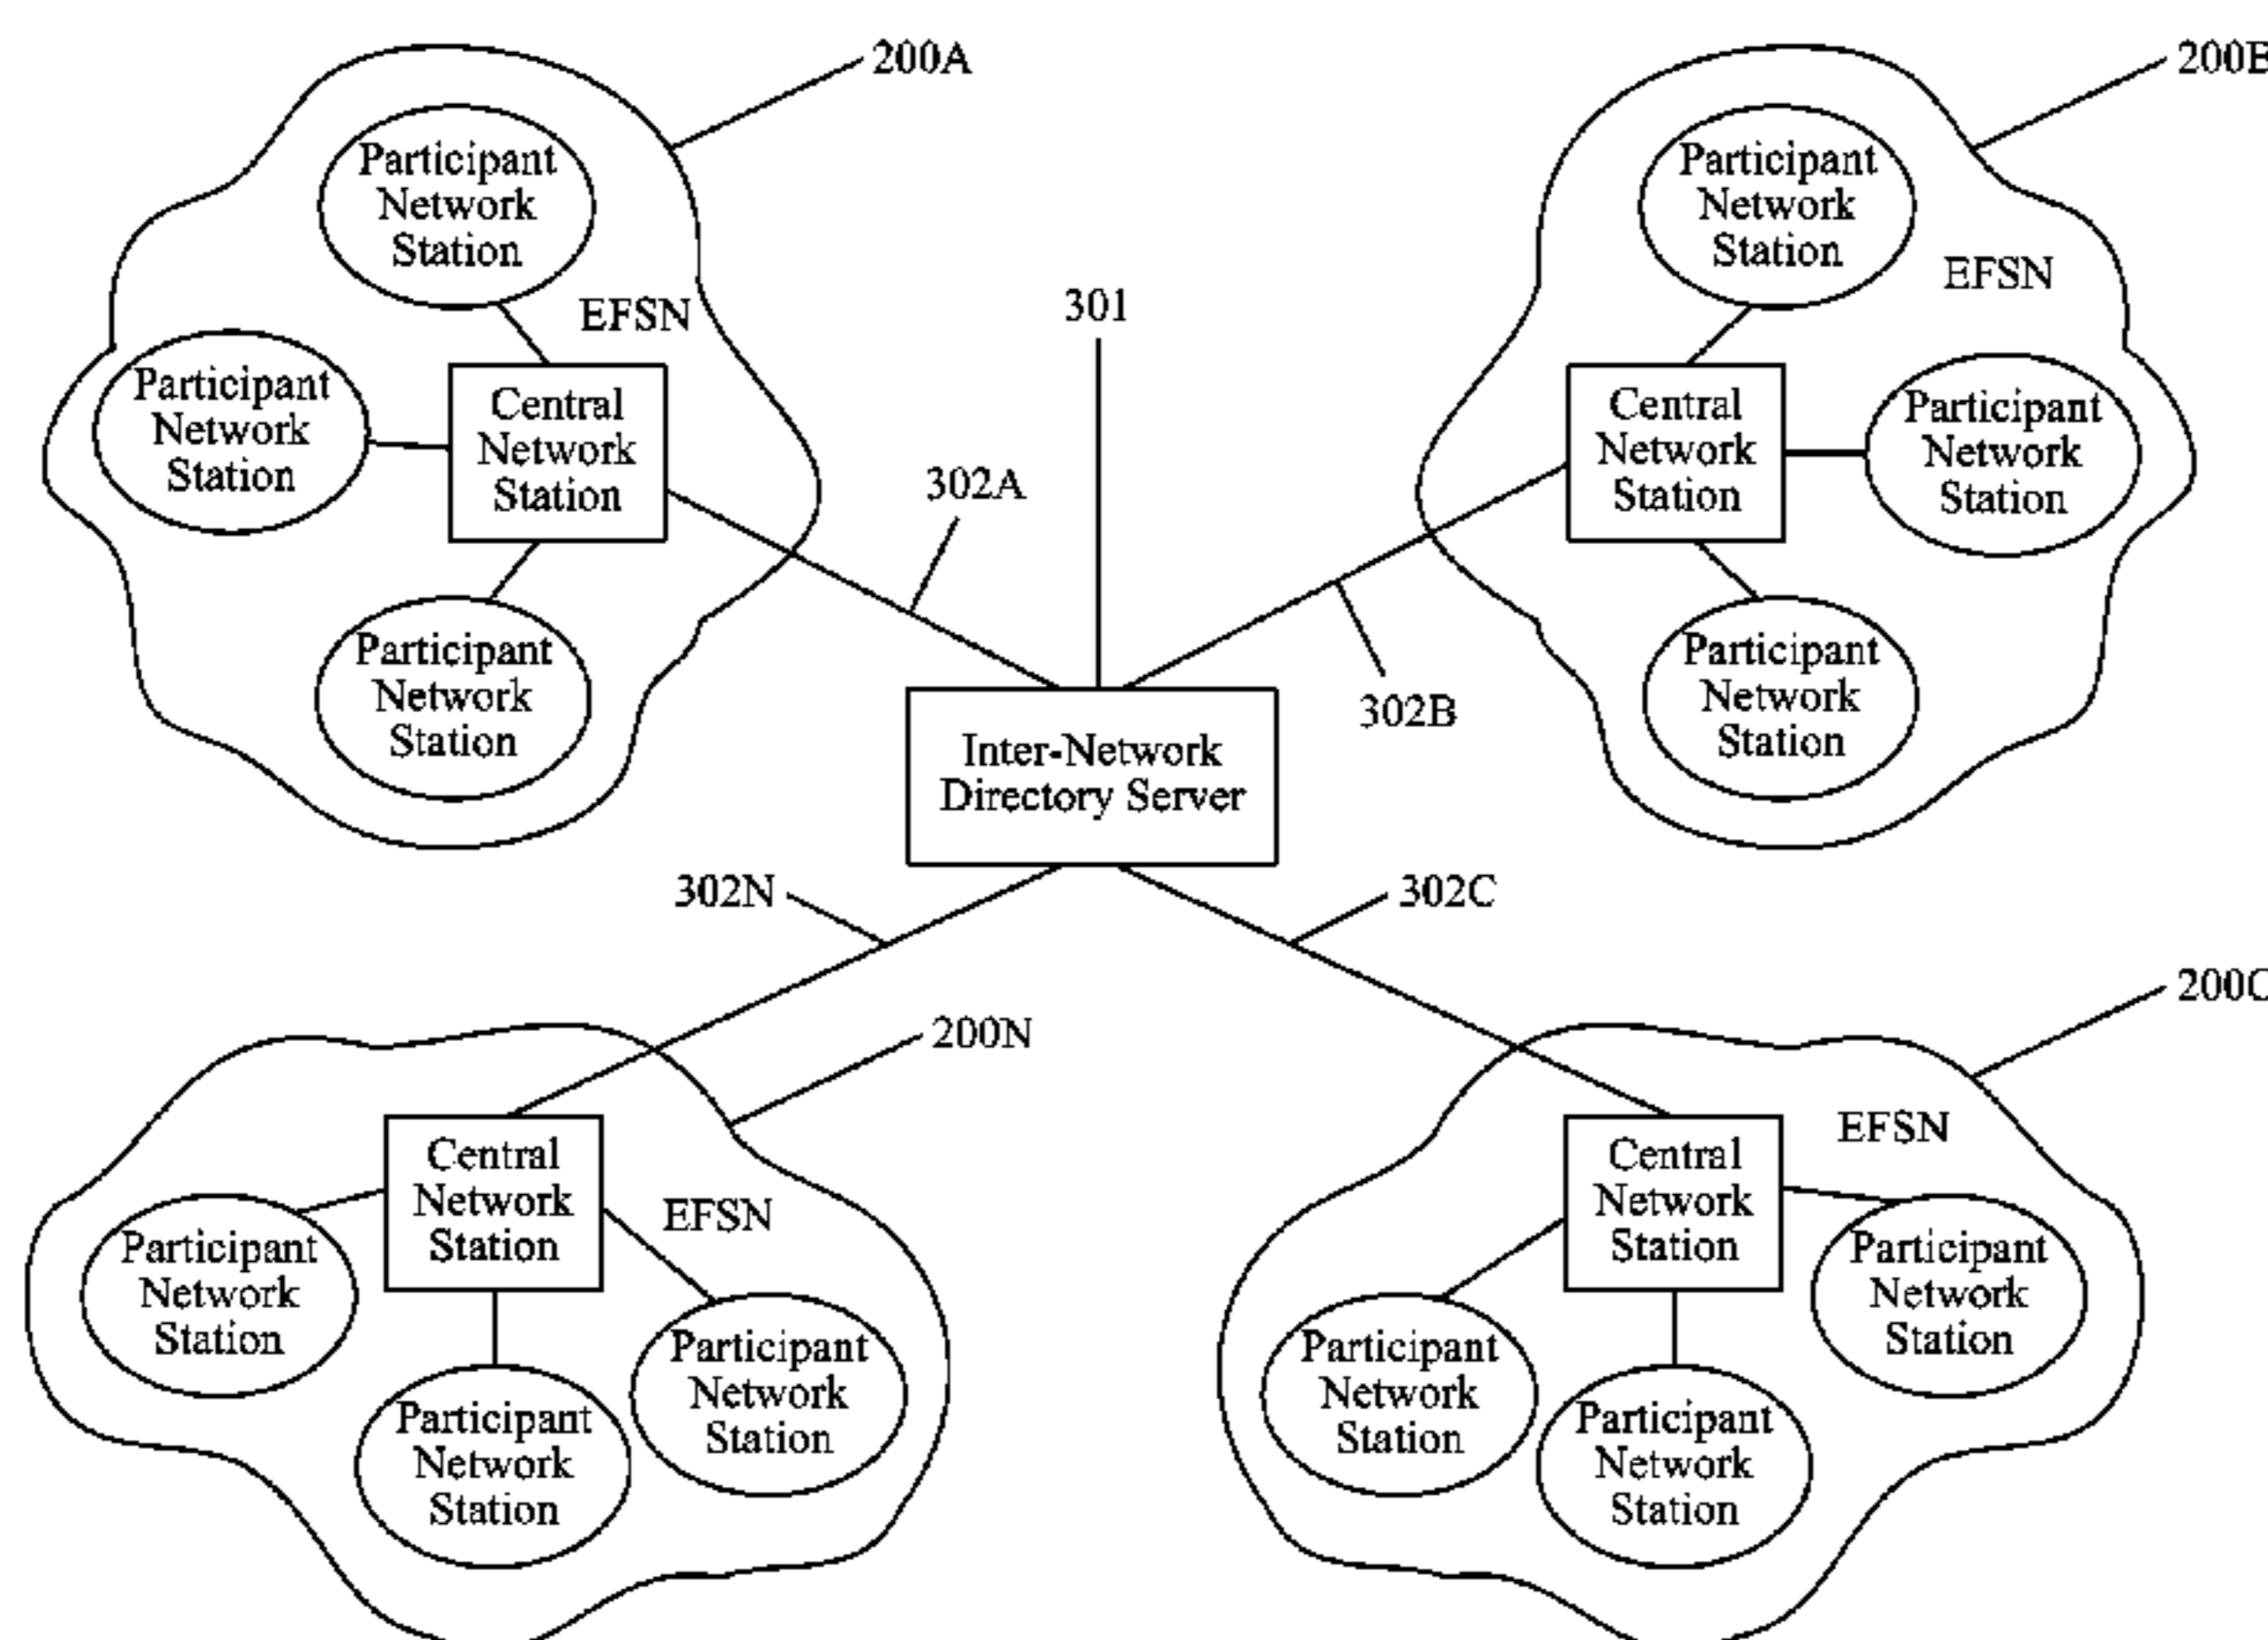 200A
200B
Participant
Network
Station
EFSN
Participant
Network
Station
Central
Network
Station
Participant
Network
Station
301
302A
Participant
Network
Station
EFSN
Central
Network
Station
Participant
Network
Station
Participant
Network
Station
302B
Inter-Network
Directory Server
302N
302C
200N
200C
Central
Network
Station
EFSN
Participant
Network
Station
Participant
Network
Station
Participant
Network
Station
EFSN
Central
Network
Station
Participant
Network
Station
Participant
Network
Station
Participant
Network
Station